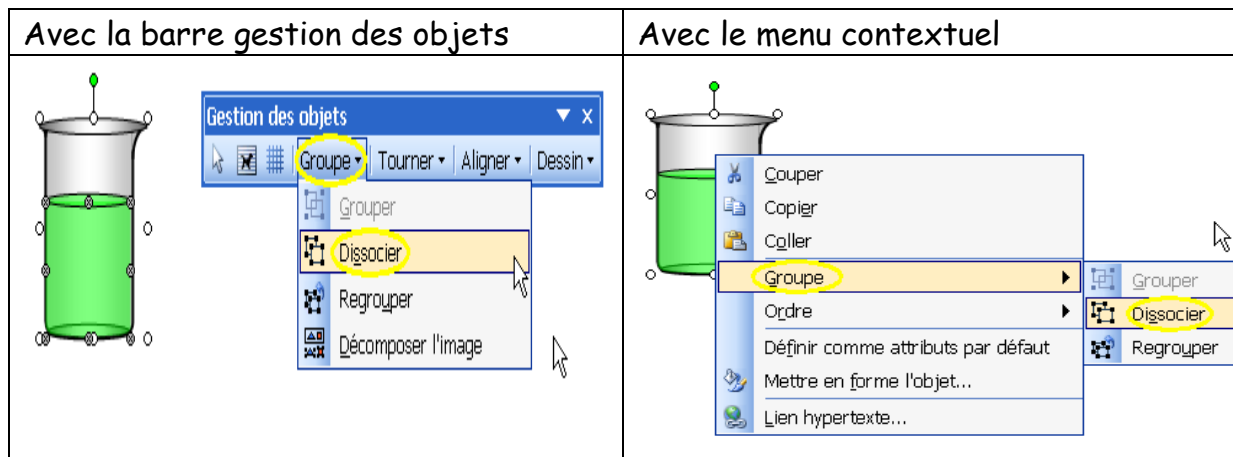 Avec la barre gestion des objets
Gestion des objets
Groupe Tourner Aligner Dessin
Grouper
Dissocier
Regrouper
Décomposer l'image
Avec le menu contextuel
Couper
Copier
Coller
Groupe
Ordre
Définir comme attributs par défaut
Mettre en forme l'objet...
Lien hypertexte...
Grouper
Dissocier
Regrouper